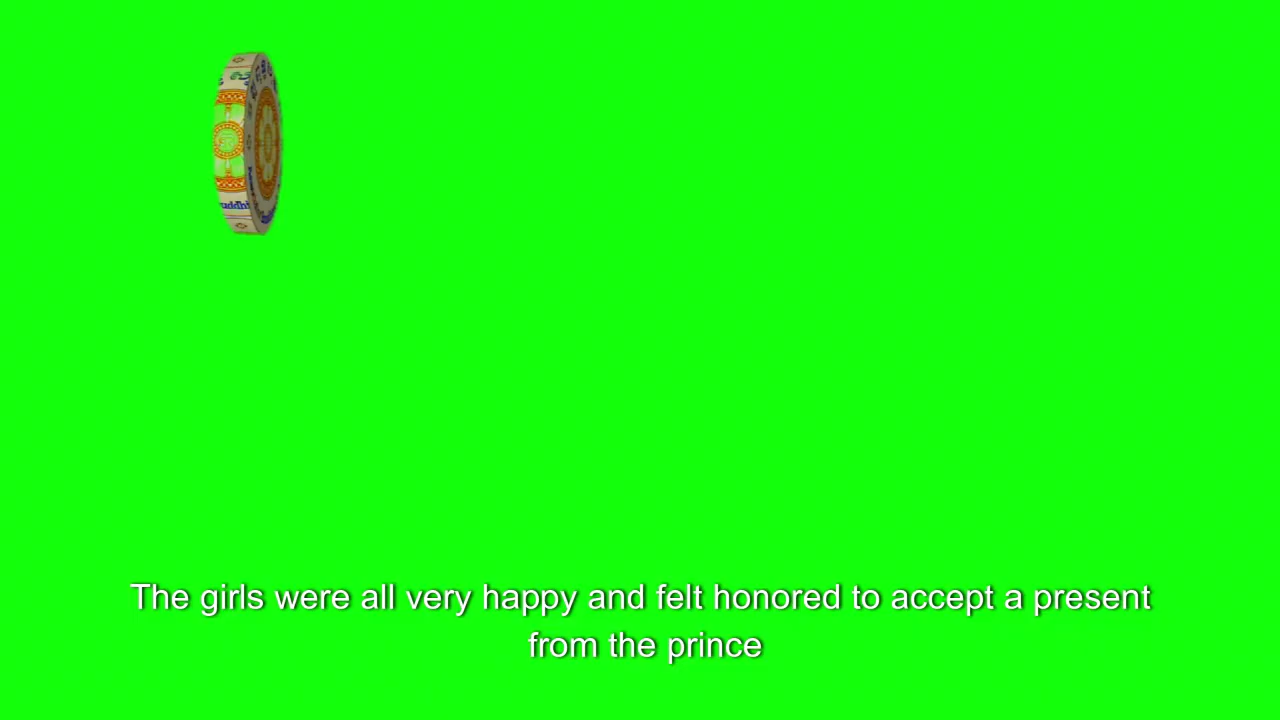 The girls were all very happy and felt honored to accept a present
from the prince